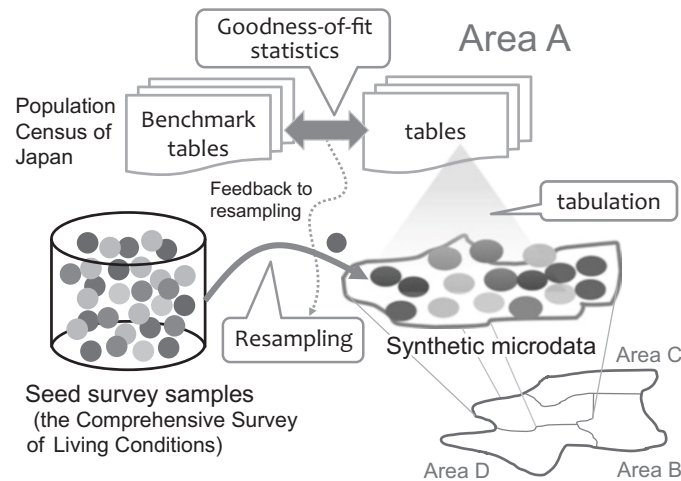 Goodness-of-fit
statistics
Area A
Population
Census of
Japan
Benchmark
tables
tables
Feedback to
resampling
tabulation
Resampling
Synthetic microdata
Seed survey samples
(the Comprehensive Survey
of Living Conditions)
Area C
Area D
Area B